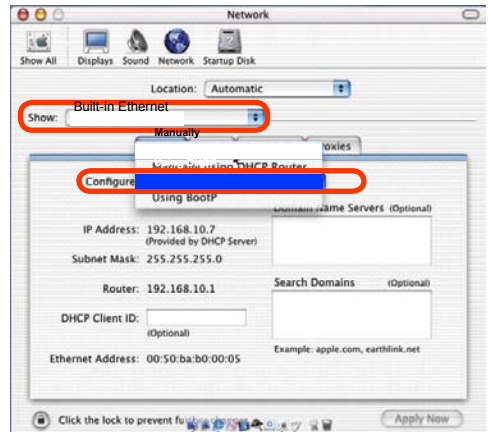 Network
Show All Displays Sound Network Startup Disk
Location: Automatic
Built-in Ethernet
Show:
Manually
Proxies
Manually using DHCP Router
Configure
Using BootP
Domain Name Servers (Optional)
IP Address: 192.168.10.7
(Provided by DHCP Server)
Subnet Mask: 255.255.255.0
Router: 192.168.10.1
Search Domains (Optional)
DHCP Client ID:
(Optional)
Example: apple.com, earthlink.net
Ethernet Address: 00:50:ba:b0:00:05
Click the lock to prevent
Apply Now